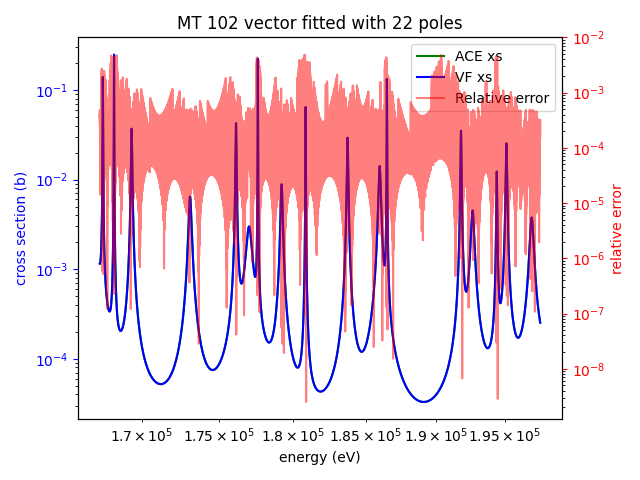 MT 102 vector fitted with 22 poles
ACE xs
VF xs
Relative error
cross section (b)
10⁻¹
10⁻²
10⁻³
10⁻⁴
10⁻²
10⁻³
10⁻⁴
10⁻⁵
10⁻⁶
10⁻⁷
10⁻⁸
relative error
1.7 × 10⁵
1.75 × 10⁵
1.8 × 10⁵
1.85 × 10⁵
1.9 × 10⁵
1.95 × 10⁵
energy (eV)